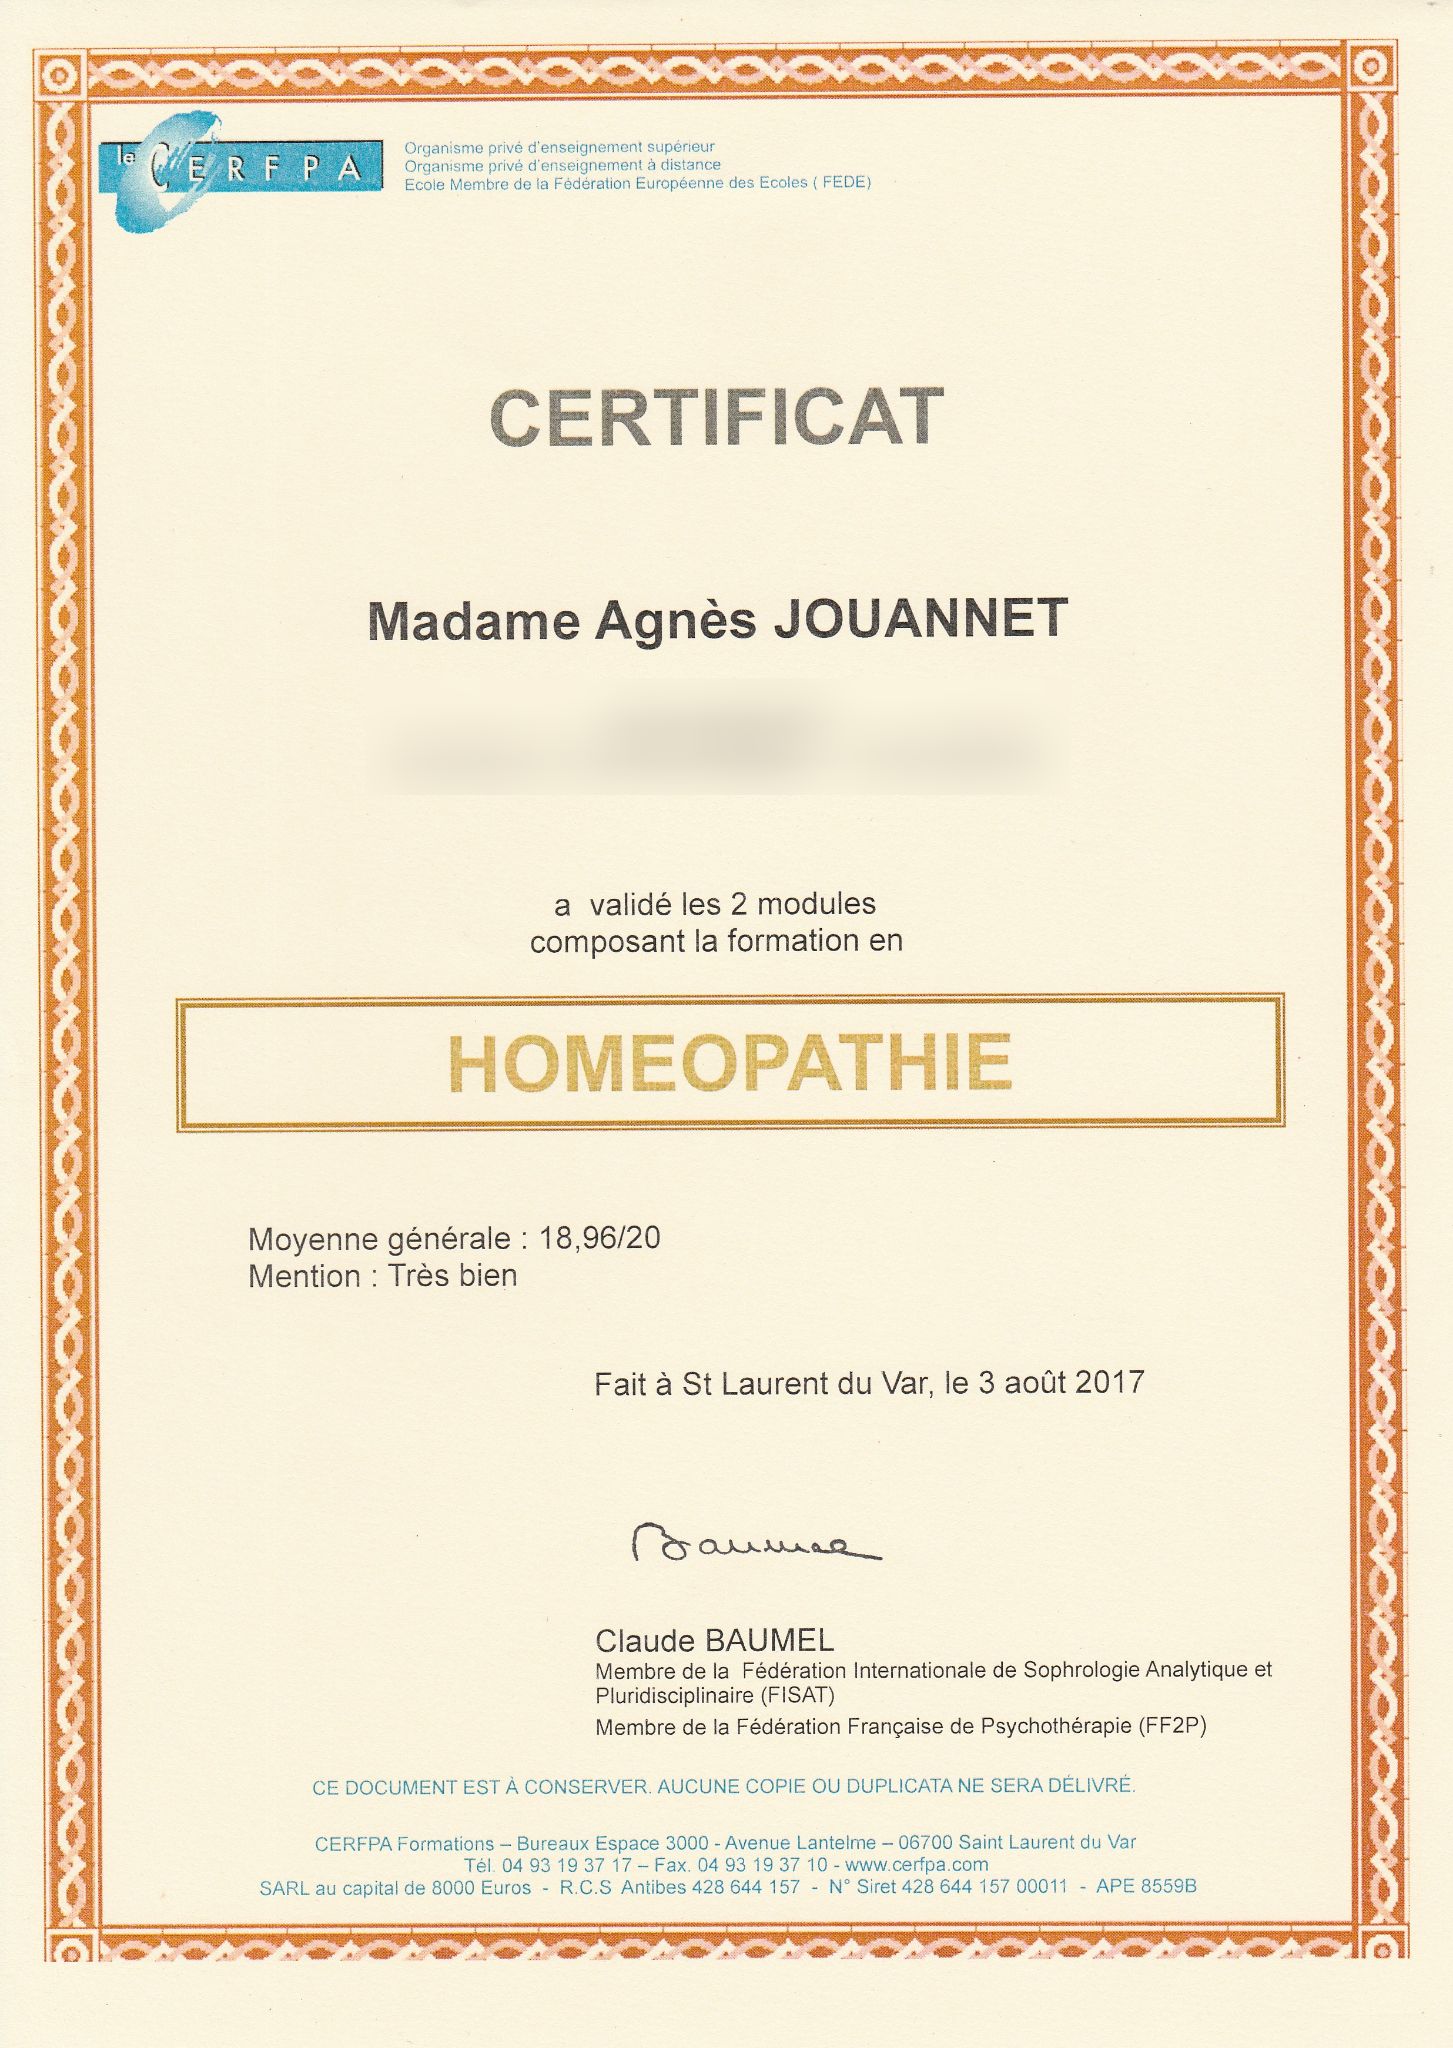 le CERFPA
Organisme privé d'enseignement supérieur
Organisme privé d'enseignement à distance
Ecole Membre de la Fédération Européenne des Ecoles ( FEDE)
CERTIFICAT
Madame Agnès JOUANNET
a validé les 2 modules
composant la formation en
HOMEOPATHIE
Moyenne générale : 18,96/20
Mention : Très bien
Fait à St Laurent du Var, le 3 août 2017
Baumel
Claude BAUMEL
Membre de la Fédération Internationale de Sophrologie Analytique et
Pluridisciplinaire (FISAT)
Membre de la Fédération Française de Psychothérapie (FF2P)
CE DOCUMENT EST À CONSERVER. AUCUNE COPIE OU DUPLICATA NE SERA DÉLIVRÉ.
CERFPA Formations – Bureaux Espace 3000 - Avenue Lantelme – 06700 Saint Laurent du Var
Tél. 04 93 19 37 17 – Fax. 04 93 19 37 10 - www.cerfpa.com
SARL au capital de 8000 Euros - R.C.S Antibes 428 644 157 - N° Siret 428 644 157 00011 - APE 8559B